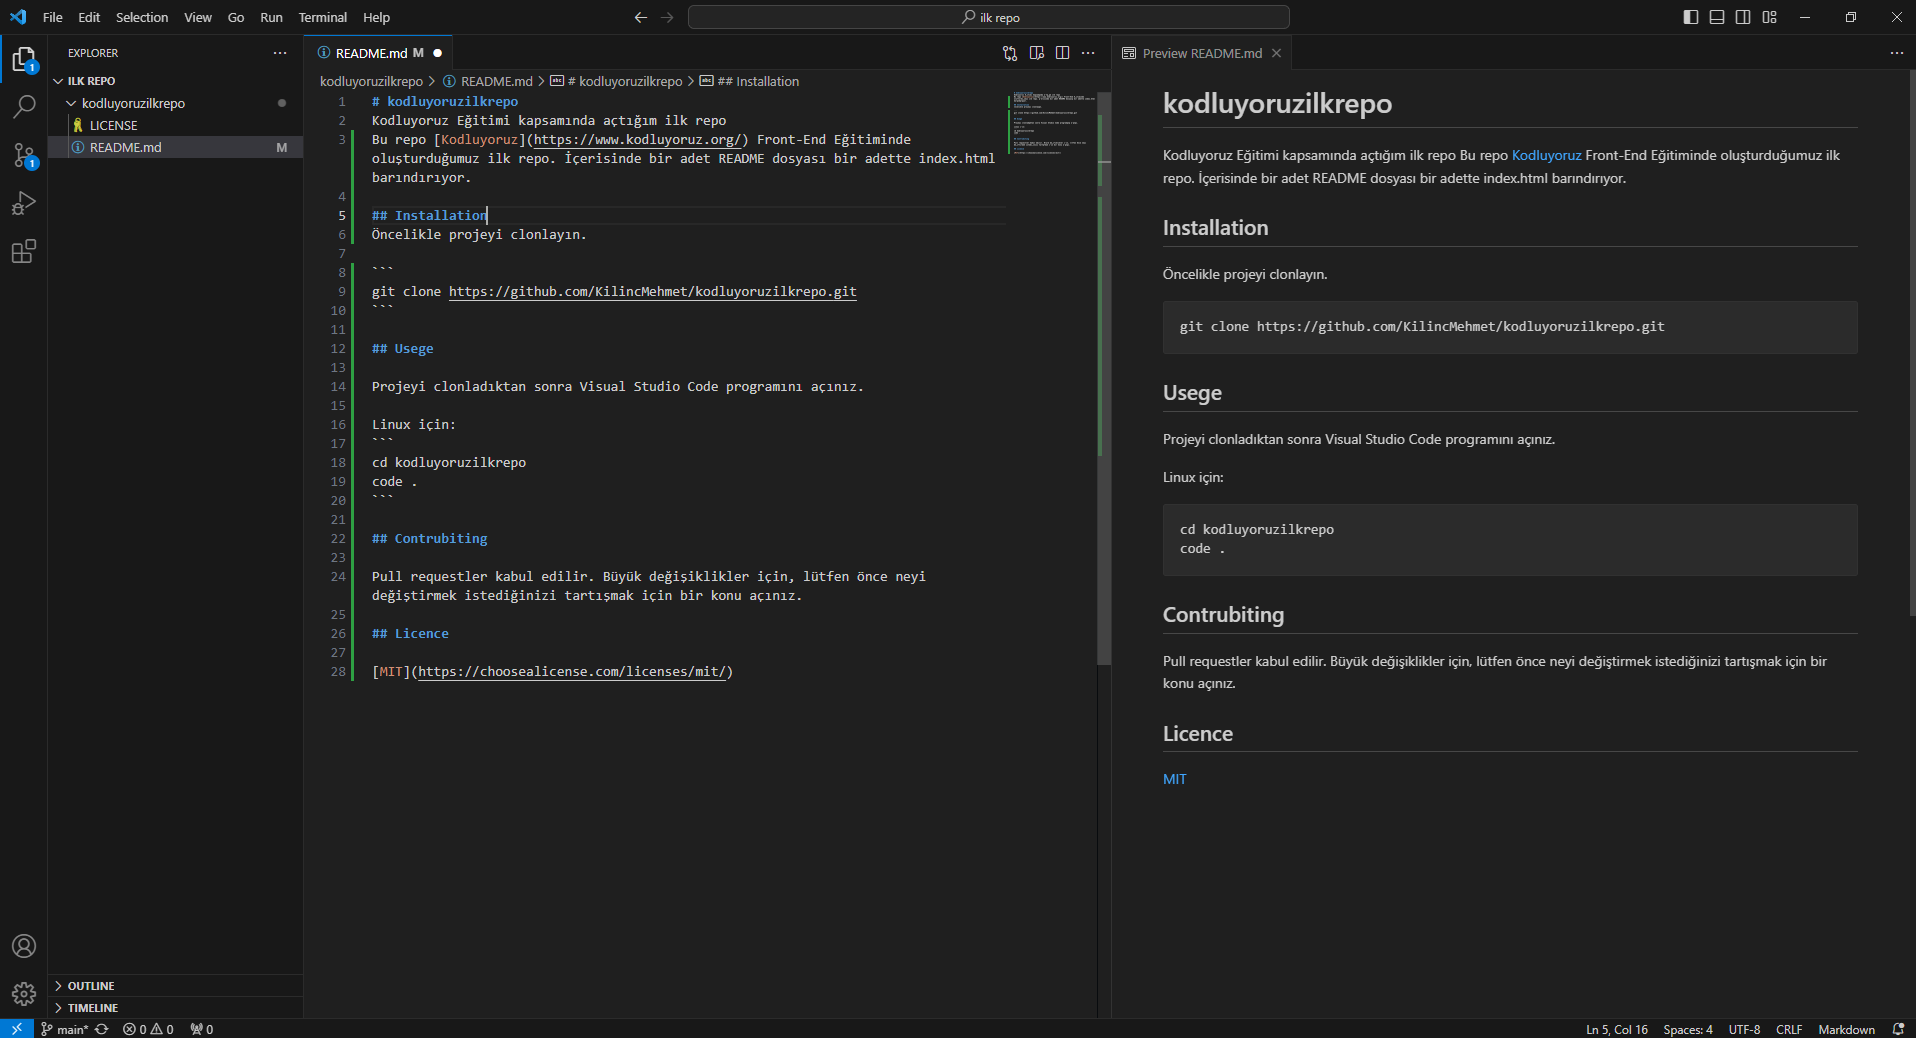 File Edit Selection View Go Run Terminal Help
ilk repo
EXPLORER
ILK REPO
kodluyoruzilkrepo
LICENSE
README.md M
OUTLINE
TIMELINE
README.md M
kodluyoruzilkrepo > README.md > # kodluyoruzilkrepo > ## Installation
1 # kodluyoruzilkrepo
2 Kodluyoruz Eğitimi kapsamında açtığım ilk repo
3 Bu repo [Kodluyoruz](https://www.kodluyoruz.org/) Front-End Eğitiminde
oluşturduğumuz ilk repo. İçerisinde bir adet README dosyası bir adette index.html
barındırıyor.
4
5 ## Installation
6 Öncelikle projeyi clonlayın.
7
8 ```
9 git clone https://github.com/KilincMehmet/kodluyoruzilkrepo.git
10 ```
11
12 ## Usege
13
14 Projeyi clonladıktan sonra Visual Studio Code programını açınız.
15
16 Linux için:
17 ```
18 cd kodluyoruzilkrepo
19 code .
20 ```
21
22 ## Contrubiting
23
24 Pull requestler kabul edilir. Büyük değişiklikler için, lütfen önce neyi
değiştirmek istediğinizi tartışmak için bir konu açınız.
25
26 ## Licence
27
28 [MIT](https://choosealicense.com/licenses/mit/)
Preview README.md
kodluyoruzilkrepo
Kodluyoruz Eğitimi kapsamında açtığım ilk repo Bu repo Kodluyoruz Front-End Eğitiminde oluşturduğumuz ilk
repo. İçerisinde bir adet README dosyası bir adette index.html barındırıyor.
Installation
Öncelikle projeyi clonlayın.
git clone https://github.com/KilincMehmet/kodluyoruzilkrepo.git
Usege
Projeyi clonladıktan sonra Visual Studio Code programını açınız.
Linux için:
cd kodluyoruzilkrepo
code .
Contrubiting
Pull requestler kabul edilir. Büyük değişiklikler için, lütfen önce neyi değiştirmek istediğinizi tartışmak için bir
konu açınız.
Licence
MIT
1
1
main* 0 0 0
Ln 5, Col 16 Spaces: 4 UTF-8 CRLF Markdown